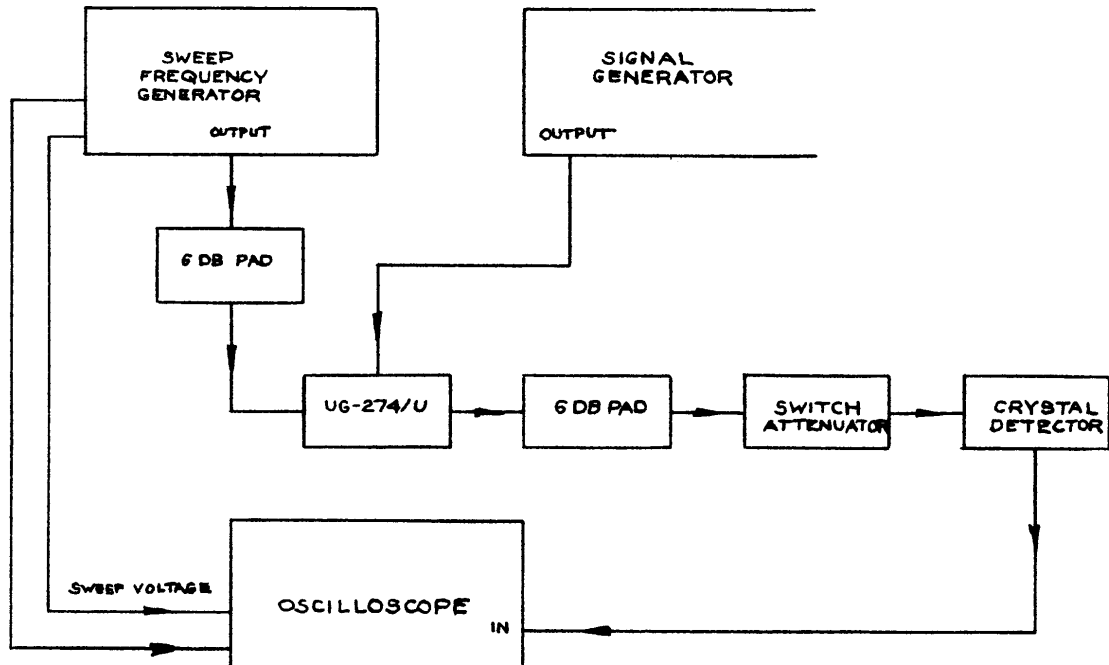 SWEEP
FREQUENCY
GENERATOR
OUTPUT
SIGNAL
GENERATOR
OUTPUT
6 DB PAD
UG-274/U
6 DB PAD
SWITCH
ATTENUATOR
CRYSTAL
DETECTOR
SWEEP VOLTAGE
OSCILLOSCOPE
IN